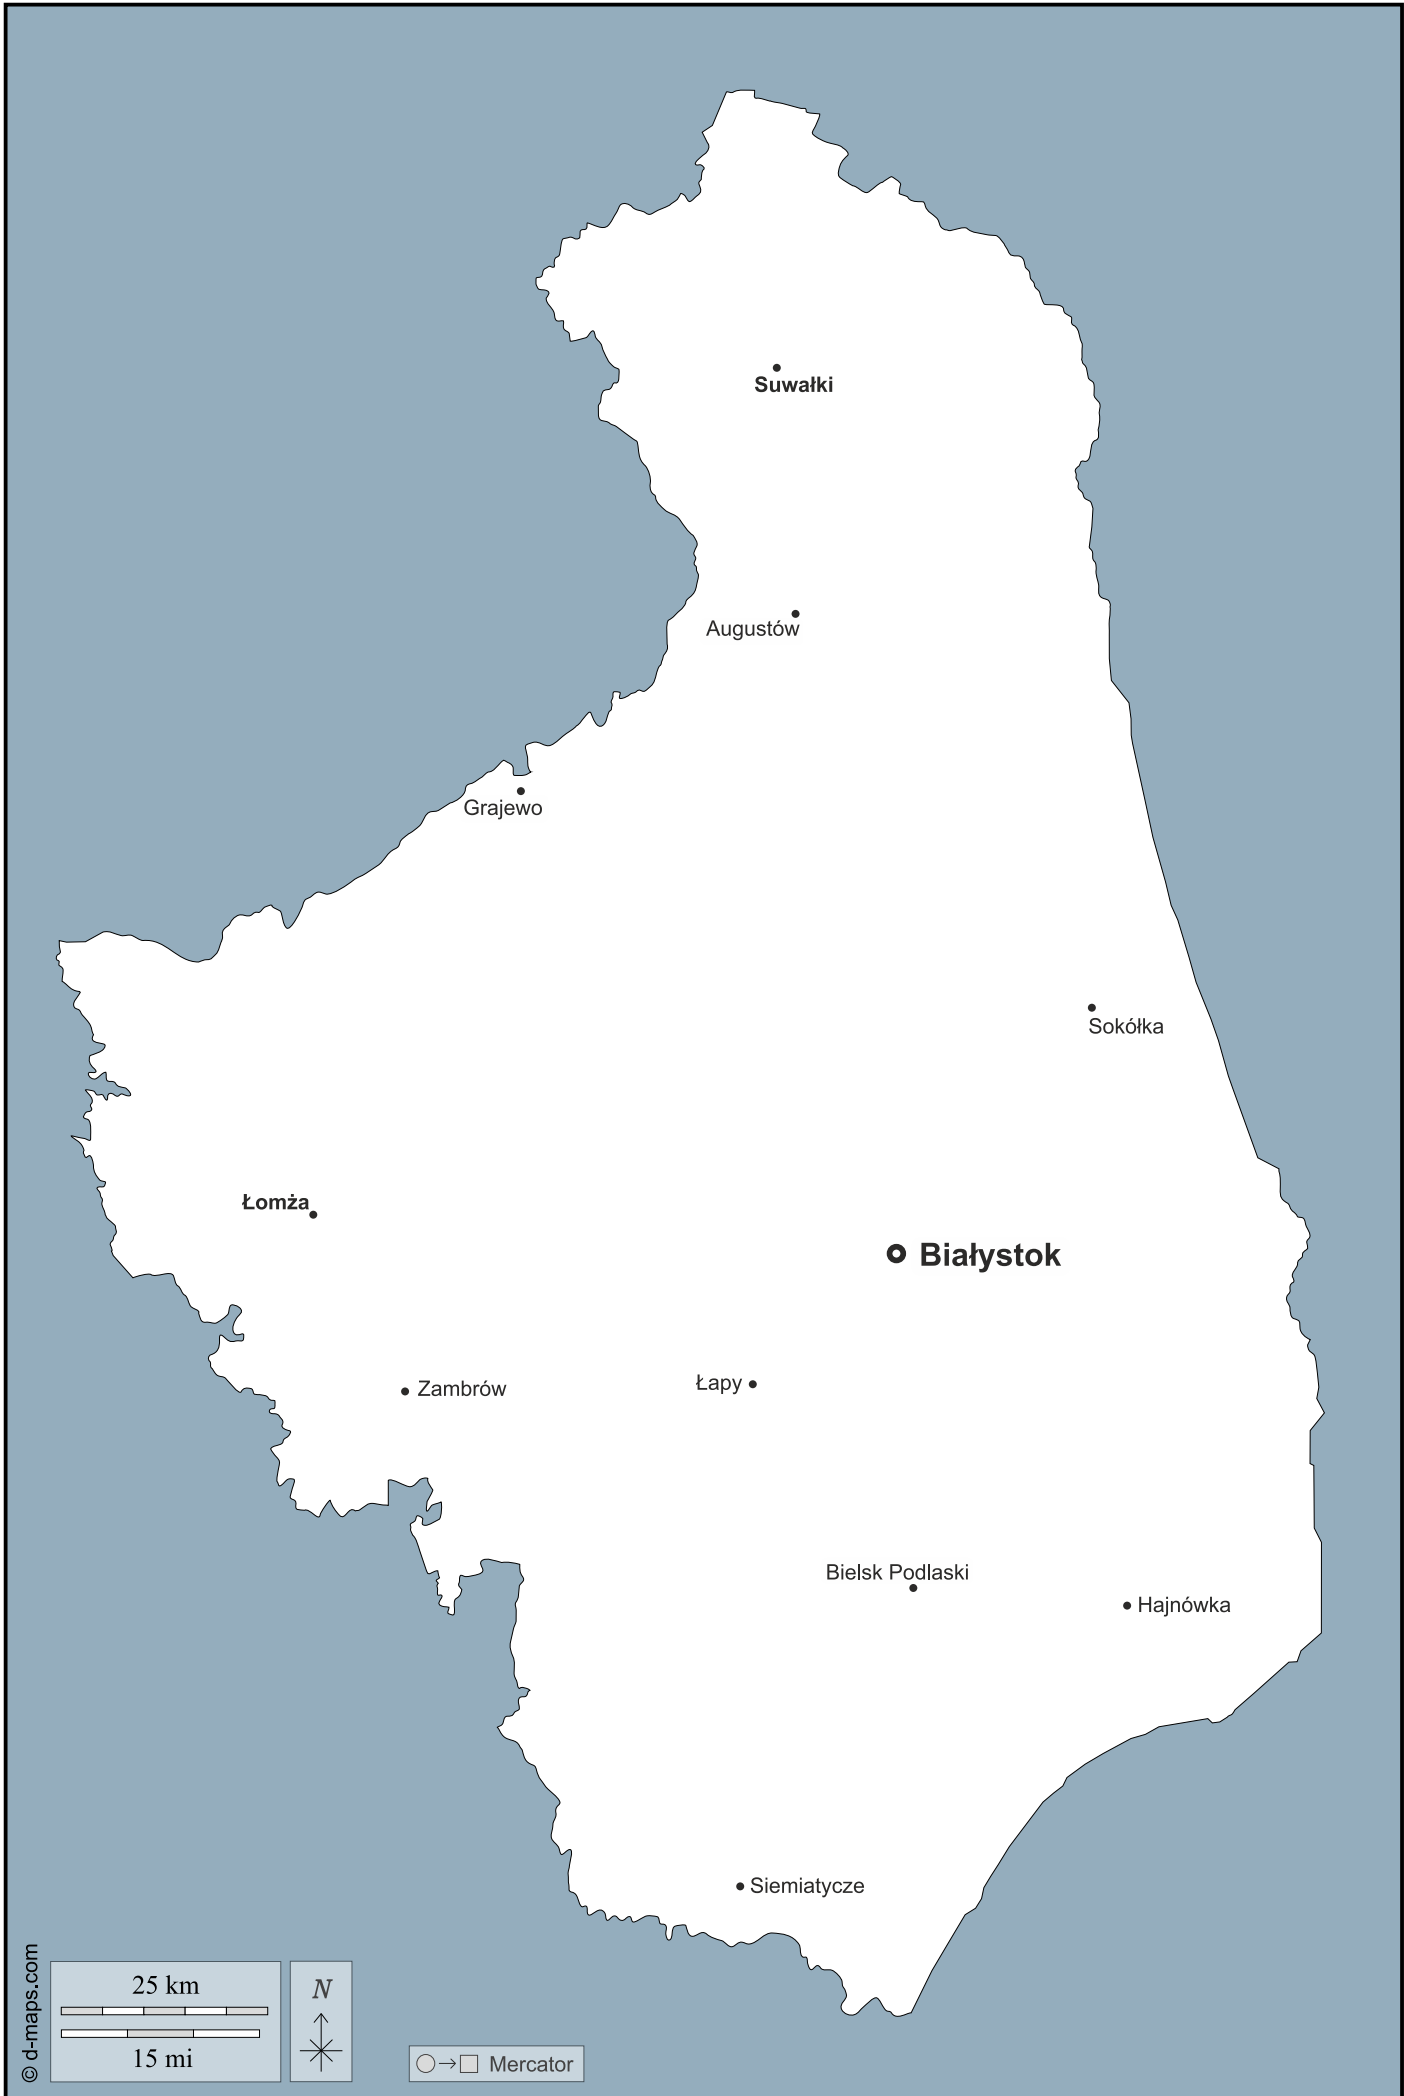 Suwałki
Augustów
Grajewo
Sokółka
Łomża
Białystok
Łapy
Zambrów
Bielsk Podlaski
Hajnówka
Siemiatycze
© d-maps.com
25 km
15 mi
N
Mercator